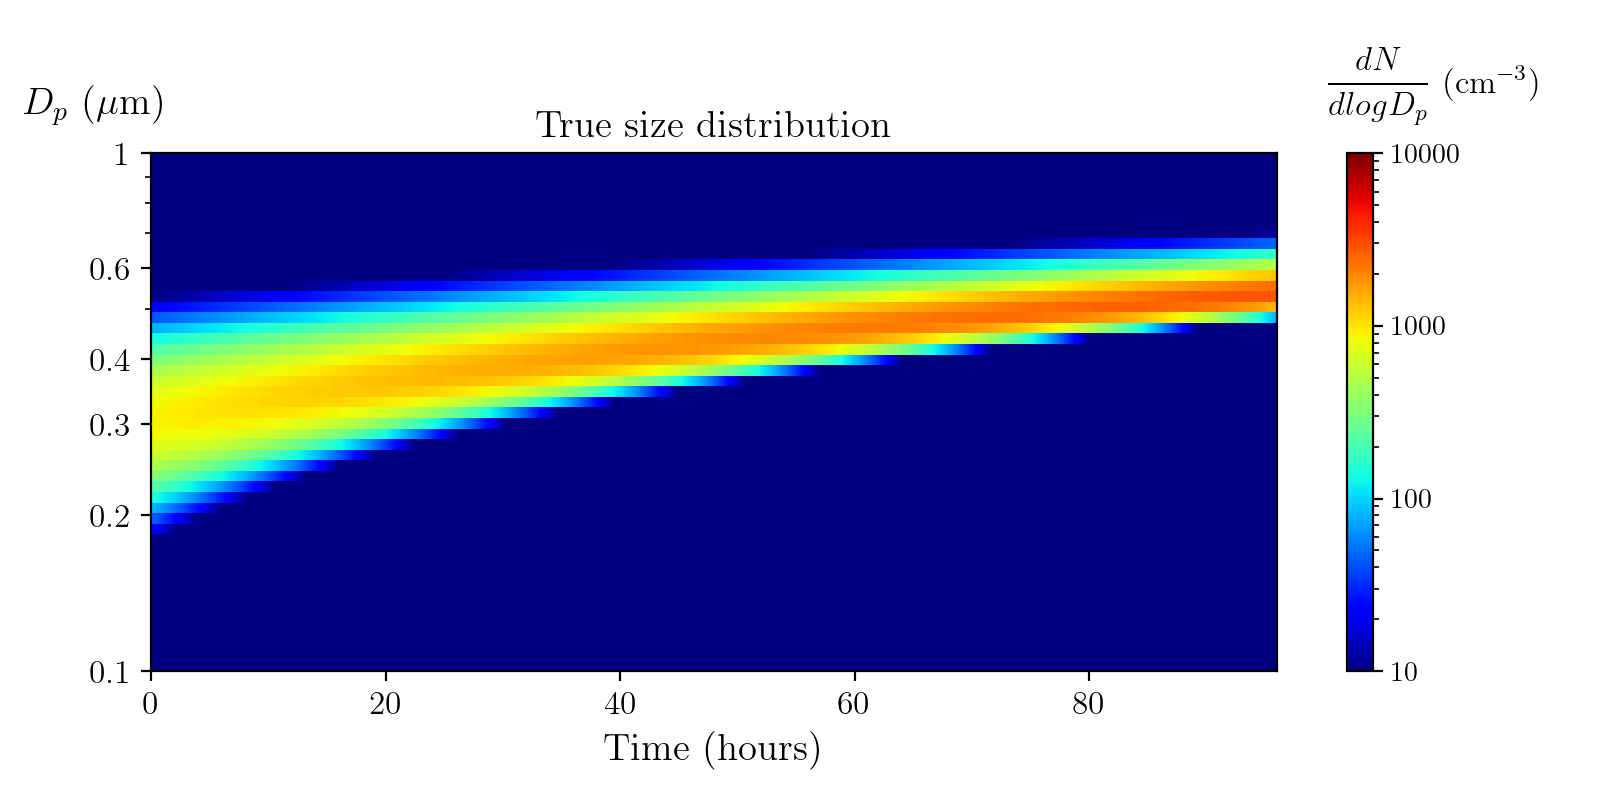 dN
dlogD_p (cm^{-3})
D_p (μm)
True size distribution
1
0.6
0.4
0.3
0.2
0.1
0 20 40 60 80
Time (hours)
10000
1000
100
10